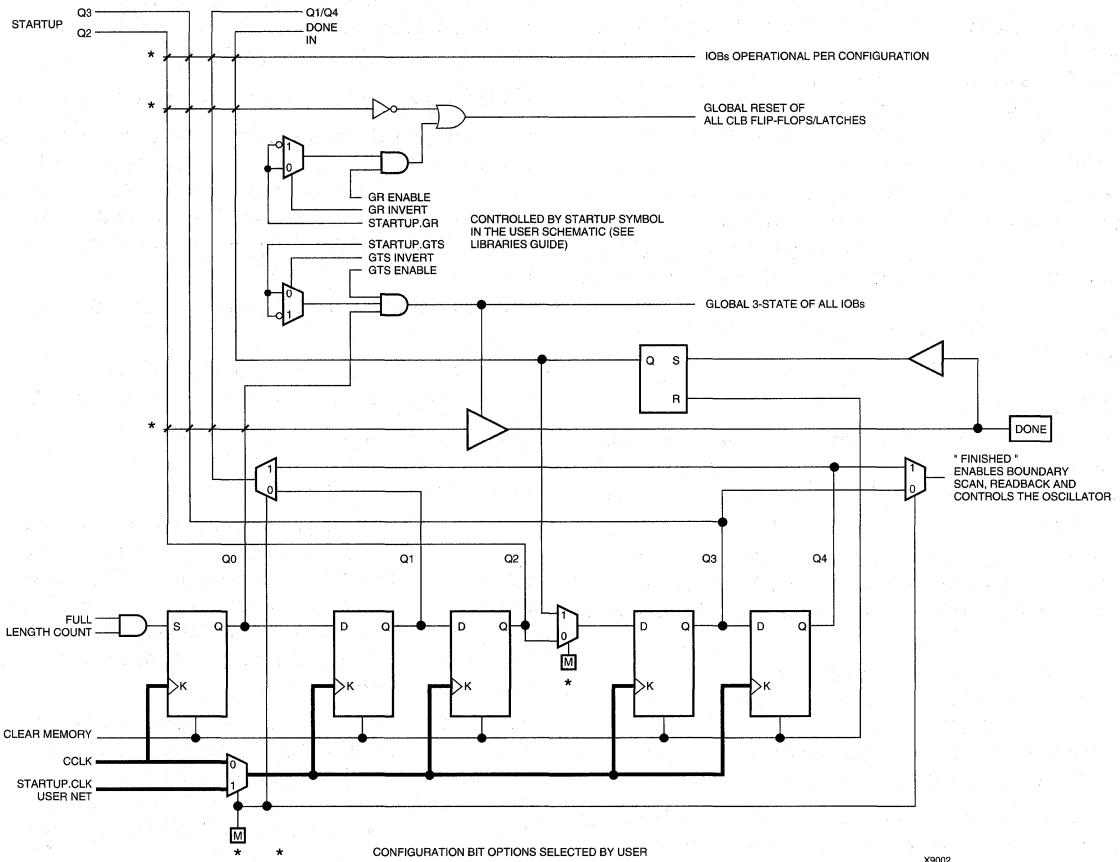 STARTUP
Q3
Q2
Q1/Q4
DONE
IN
* IOBs OPERATIONAL PER CONFIGURATION
*
GLOBAL RESET OF
ALL CLB FLIP-FLOPS/LATCHES
1
0
GR ENABLE
GR INVERT
STARTUP.GR
CONTROLLED BY STARTUP SYMBOL
IN THE USER SCHEMATIC (SEE
LIBRARIES GUIDE)
STARTUP.GTS
GTS INVERT
GTS ENABLE
0
1
GLOBAL 3-STATE OF ALL IOBs
Q S
R
*
DONE
1
0
1
0
" FINISHED "
ENABLES BOUNDARY
SCAN, READBACK AND
CONTROLS THE OSCILLATOR
Q0 Q1 Q2 Q3 Q4
FULL
LENGTH COUNT
S Q
K
D Q
K
D Q
K
1
0
M
*
D Q
K
D Q
K
CLEAR MEMORY
CCLK
STARTUP.CLK
USER NET
0
1
M
*
* CONFIGURATION BIT OPTIONS SELECTED BY USER
X9002